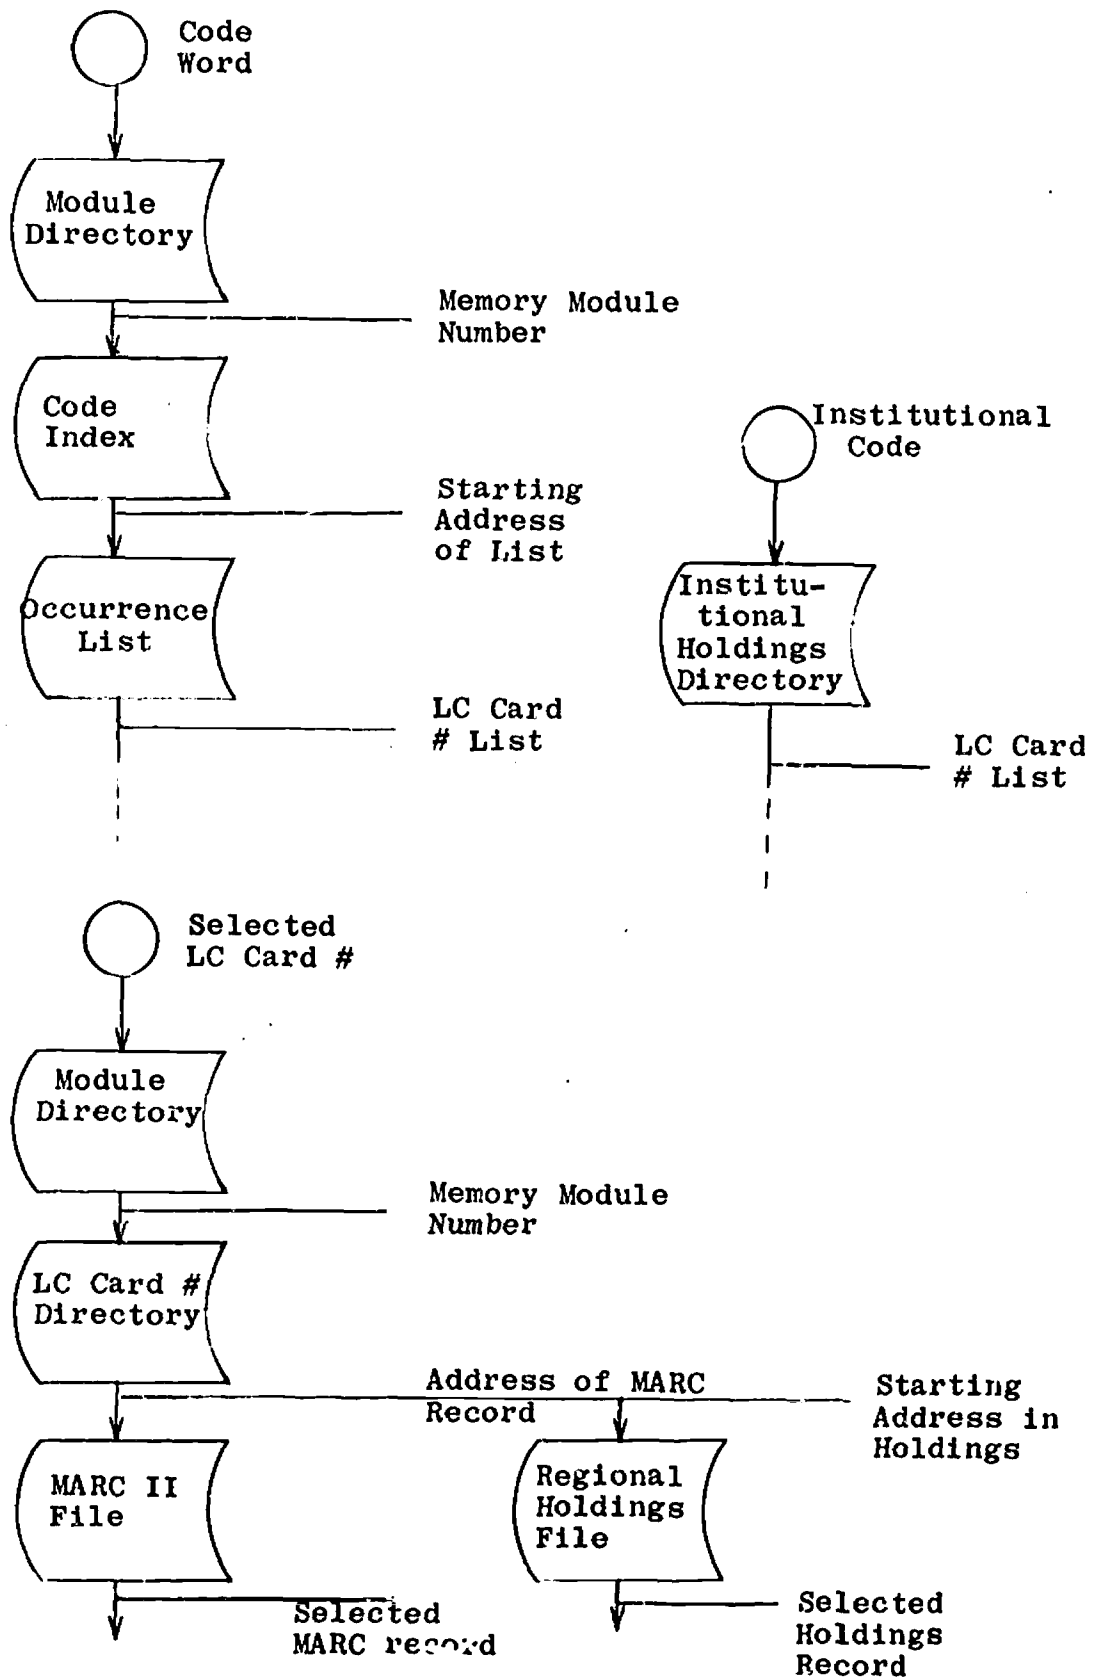 Code
Word
Module
Directory
Memory Module
Number
Code
Index
Starting
Address
of List
Occurrence
List
LC Card
# List
Institutional
Code
Institu-
tional
Holdings
Directory
LC Card
# List
Selected
LC Card #
Module
Directory
Memory Module
Number
LC Card #
Directory
Address of MARC
Record
Starting
Address in
Holdings
MARC II
File
Regional
Holdings
File
Selected
MARC record
Selected
Holdings
Record